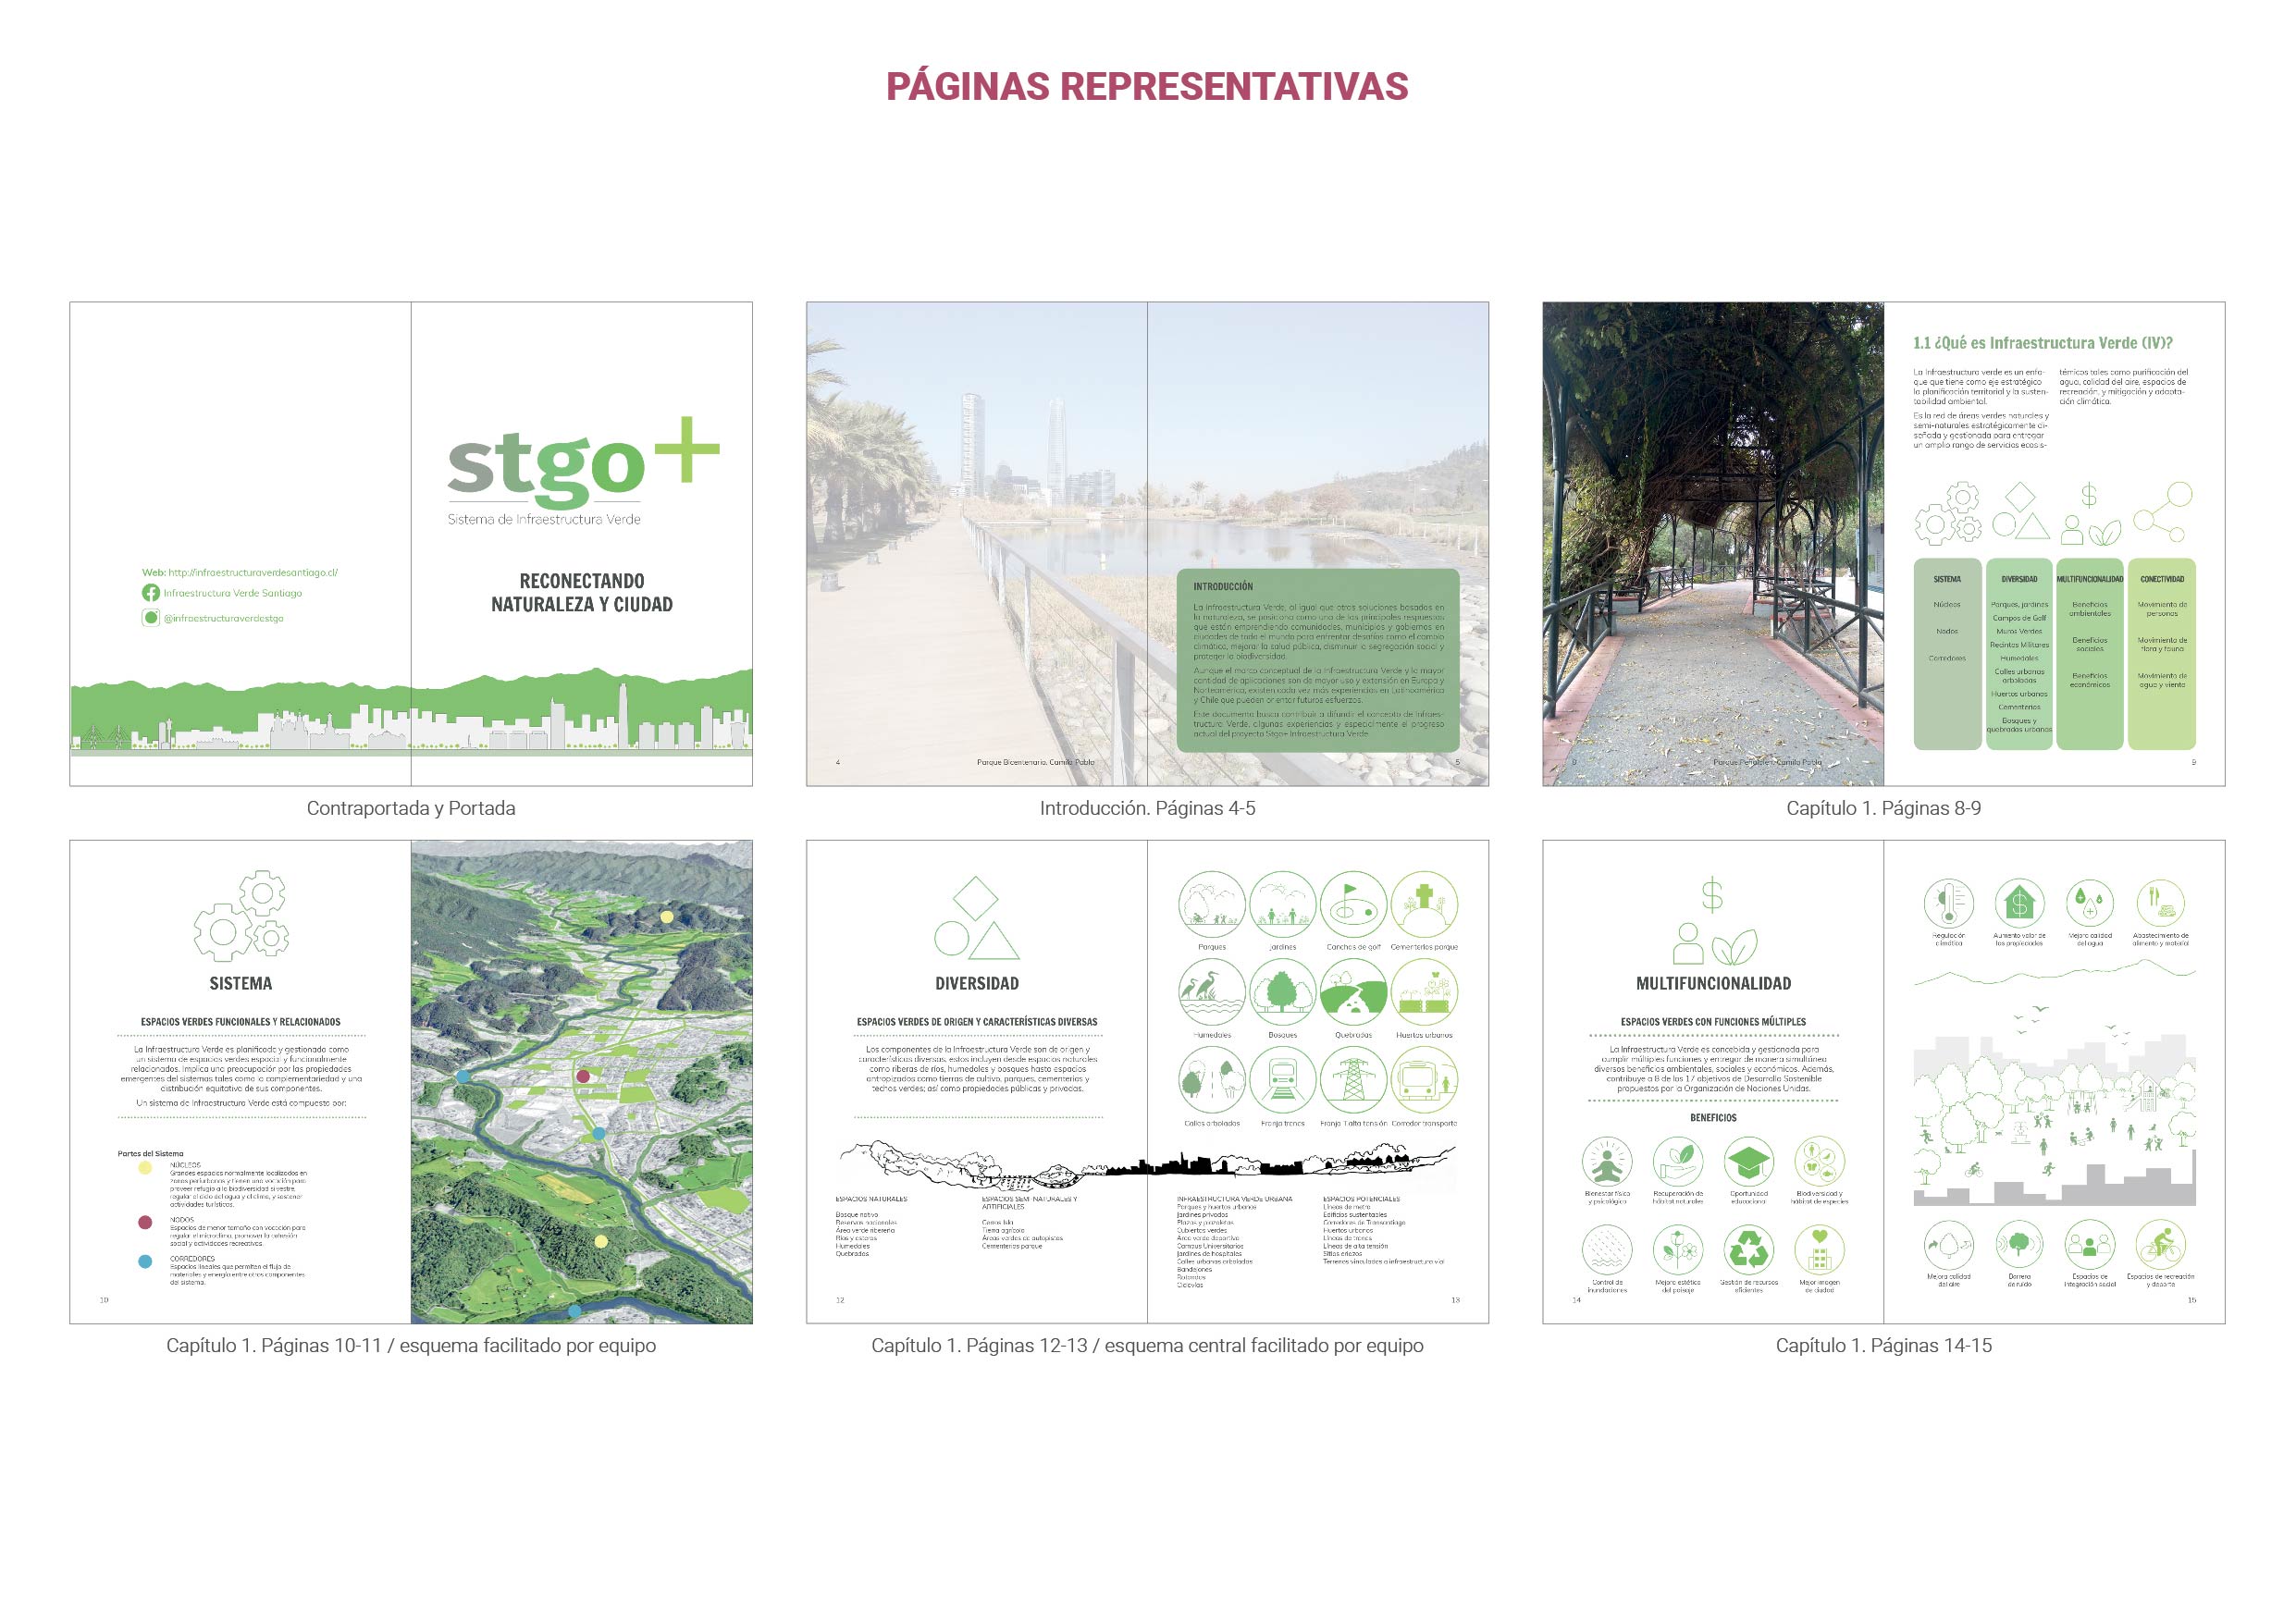 PÁGINAS REPRESENTATIVAS
stgo+
Sistema de Infraestructura Verde
RECONECTANDO
NATURALEZA Y CIUDAD
Web: http://infraestructuraverdesantiago.cl/
Infraestructura Verde Santiago
@infraestructuraverdestgo
Contraportada y Portada
INTRODUCCIÓN
La Infraestructura Verde, al igual que otras soluciones basadas en
la naturaleza, se posiciona como una de las principales respuestas
que están emprendiendo comunidades, municipios y gobiernos en
ciudades de todo el mundo para enfrentar desafíos como el cambio
climático, mejorar la salud pública, disminuir la segregación social y
proteger la biodiversidad.
Aunque el marco conceptual de la Infraestructura Verde y la mayor
cantidad de aplicaciones son de mayor uso y extensión en Europa y
Norteamérica, existen cada vez más experiencias en Latinoamérica
y Chile que pueden orientar futuros esfuerzos.
Este documento busca contribuir a difundir el concepto de Infraes-
tructura Verde, algunas experiencias y especialmente el progreso
actual del proyecto Stgo+ Infraestructura Verde.
4
Parque Bicentenario. Camila Pablo
5
Introducción. Páginas 4-5
1.1 ¿Qué es Infraestructura Verde (IV)?
La Infraestructura verde es un enfo-
que que tiene como eje estratégico
la planificación territorial y la susten-
tabilidad ambiental.
Es la red de áreas verdes naturales y
semi-naturales estratégicamente di-
señada y gestionada para entregar
un amplio rango de servicios ecosis-
témicos tales como purificación del
agua, calidad del aire, espacios de
recreación, y mitigación y adapta-
ción climática.
SISTEMA
Núcleos
Nodos
Corredores
DIVERSIDAD
Parques, jardines
Campos de Golf
Muros Verdes
Recintos Militares
Humedales
Calles urbanas
arboladas
Huertos urbanos
Cementerios
Bosques y
quebradas urbanas
MULTIFUNCIONALIDAD
Beneficios
ambientales
Beneficios
sociales
Beneficios
económicos
CONECTIVIDAD
Movimiento de
personas
Movimiento de
flora y fauna
Movimiento de
agua y viento
8
Parque Peñalolén. Camila Pablo
9
Capítulo 1. Páginas 8-9
SISTEMA
ESPACIOS VERDES FUNCIONALES Y RELACIONADOS
La Infraestructura Verde es planificada y gestionada como
un sistema de espacios verdes espacial y funcionalmente
relacionados. Implica una preocupación por las propiedades
emergentes del sistemas tales como la complementariedad y una
distribución equitativa de sus componentes.
Un sistema de Infraestructura Verde está compuesto por:
Partes del Sistema
NÚCLEOS
Grandes espacios normalmente localizados en
zonas periurbanas y tienen una vocación para
proveer refugio a la biodiversidad silvestre,
regular el ciclo del agua y el clima, y sostener
actividades turísticas.
NODOS
Espacios de menor tamaño con vocación para
regular el microclima, promover la cohesión
social y actividades recreativas.
CORREDORES
Espacios lineales que permiten el flujo de
materiales y energía entre otros componentes
del sistema.
10
Capítulo 1. Páginas 10-11 / esquema facilitado por equipo
DIVERSIDAD
ESPACIOS VERDES DE ORIGEN Y CARACTERÍSTICAS DIVERSAS
Los componentes de la Infraestructura Verde son de origen y
características diversas, estos incluyen desde espacios naturales
como riberas de ríos, humedales y bosques hasta espacios
antropizados como tierras de cultivo, parques, cementerios y
techos verdes; así como propiedades públicas y privadas.
Parques
Jardines
Canchas de golf
Cementerios parque
Humedales
Bosques
Quebradas
Huertos urbanos
Calles arboladas
Franja trenes
Franja T.alta tensión
Corredor transporte
ESPACIOS NATURALES
Bosque nativo
Reservas nacionales
Área verde ribereña
Ríos y esteros
Humedales
Quebradas
ESPACIOS SEMI-NATURALES Y
ARTIFICIALES
Cerros Isla
Tierra agrícola
Áreas verdes de autopistas
Cementerios parque
INFRAESTRUCTURA VERDE URBANA
Parques y huertos urbanos
Jardines privados
Plazas y plazoletas
Cubiertas verdes
Área verde deportiva
Campus Universitarios
Jardines de hospitales
Calles urbanas arboladas
Bandejones
Rotondas
Ciclovías
ESPACIOS POTENCIALES
Líneas de metro
Edificios sustentables
Corredores de Transantiago
Huertos urbanos
Líneas de trenes
Líneas de alta tensión
Sitios eriazos
Terrenos vinculados a infraestructura vial
12
13
Capítulo 1. Páginas 12-13 / esquema central facilitado por equipo
MULTIFUNCIONALIDAD
ESPACIOS VERDES CON FUNCIONES MÚLTIPLES
La Infraestructura Verde es concebida y gestionada para
cumplir múltiples funciones y entregar de manera simultánea
diversos beneficios ambientales, sociales y económicos. Además,
contribuye a 8 de los 17 objetivos de Desarrollo Sostenible
propuestos por la Organización de Naciones Unidas.
BENEFICIOS
Bienestar físico
y psicológico
Recuperación de
hábitat naturales
Oportunidad
educacional
Biodiversidad y
hábitat de especies
Control de
inundaciones
Mejora estética
del paisaje
Gestión de recursos
eficientes
Mejor imagen
de ciudad
14
Regulación
climática
Aumento valor de
las propiedades
Mejora calidad
del agua
Abastecimiento de
alimento y material
Mejora calidad
del aire
Barrera
de ruido
Espacios de
integración social
Espacios de recreación
y deporte
15
Capítulo 1. Páginas 14-15